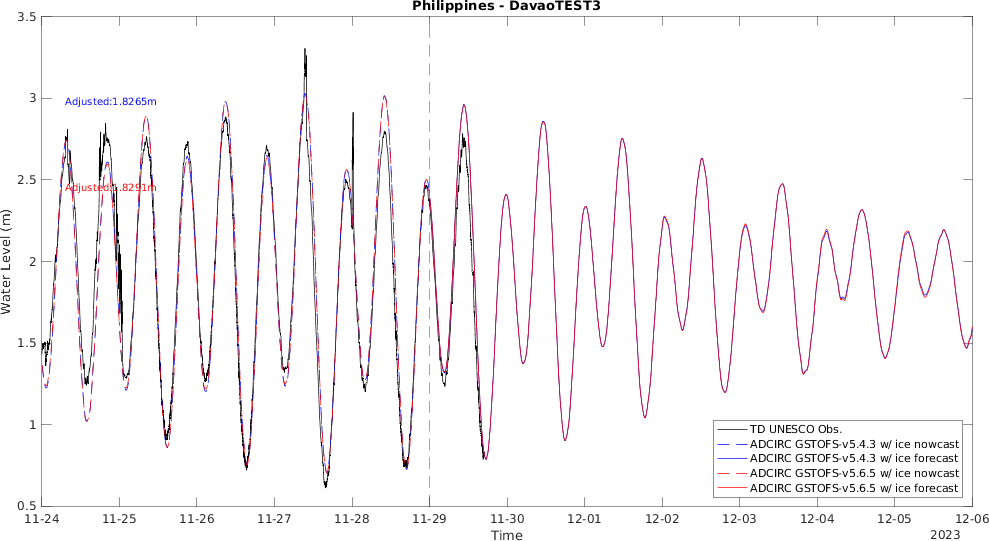 Philippines - DavaoTEST3
3.5
3
2.5
2
1.5
1
0.5
Water Level (m)
Adjusted:1.8265m
Adjusted:1.8291m
TD UNESCO Obs.
ADCIRC GSTOFS-v5.4.3 w/ ice nowcast
ADCIRC GSTOFS-v5.4.3 w/ ice forecast
ADCIRC GSTOFS-v5.6.5 w/ ice nowcast
ADCIRC GSTOFS-v5.6.5 w/ ice forecast
11-24 11-25 11-26 11-27 11-28 11-29 11-30 12-01 12-02 12-03 12-04 12-05 12-06
Time
2023